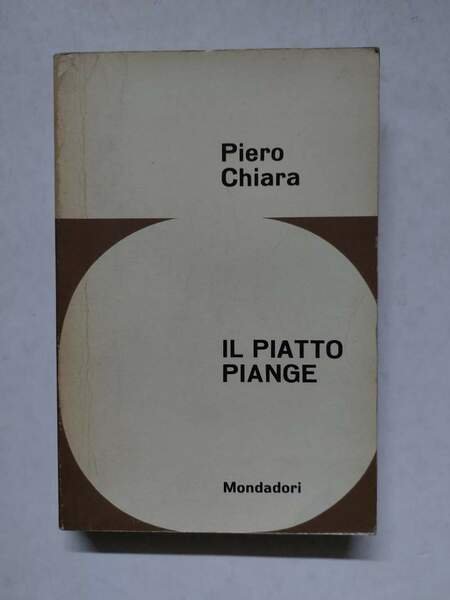 Piero
Chiara
IL PIATTO
PIANGE
Mondadori